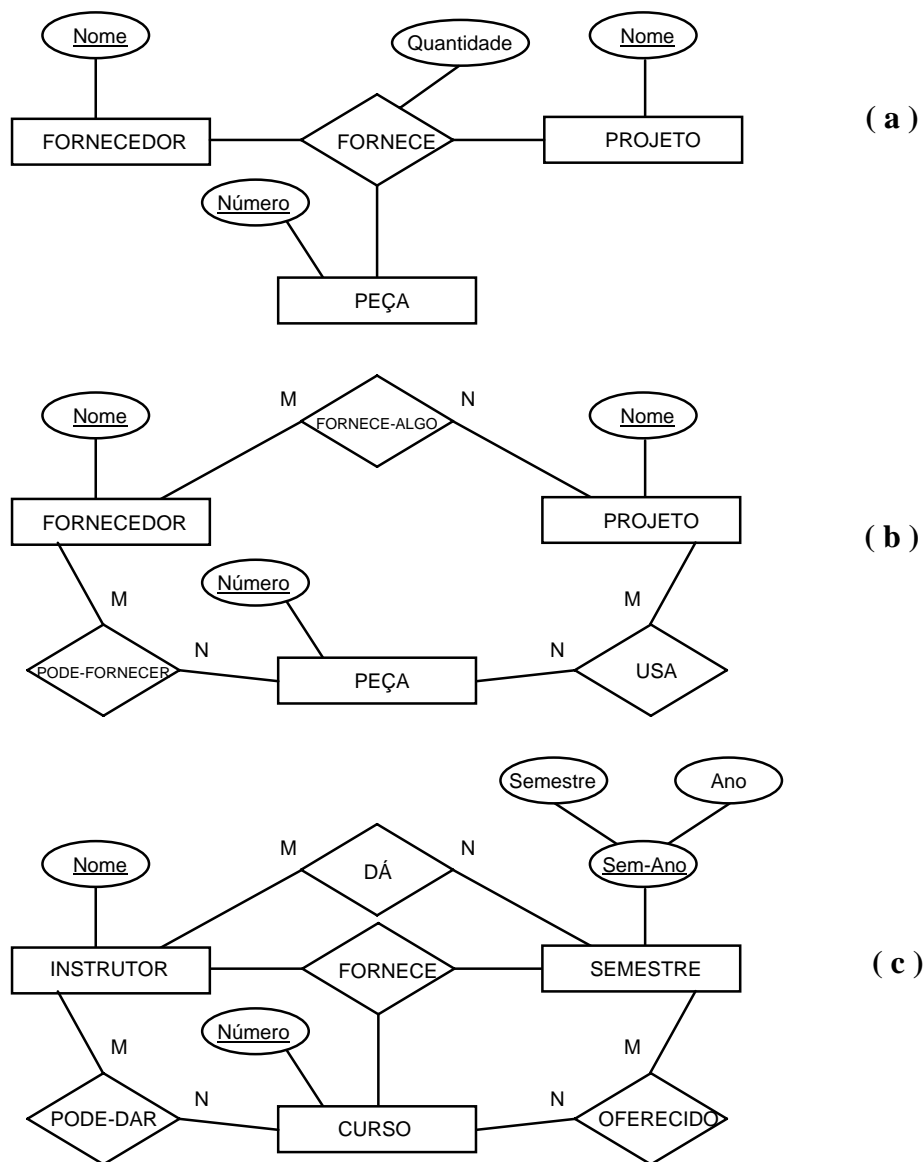 Nome
Quantidade
Nome
FORNECEDOR
FORNECE
PROJETO
( a )
Número
PEÇA
M
N
Nome
FORNECE-ALGO
Nome
FORNECEDOR
PROJETO
( b )
Número
M
M
N
N
PODE-FORNECER
PEÇA
USA
Semestre
Ano
M
N
Nome
DÁ
Sem-Ano
INSTRUTOR
FORNECE
SEMESTRE
( c )
Número
M
M
N
N
PODE-DAR
CURSO
OFERECIDO